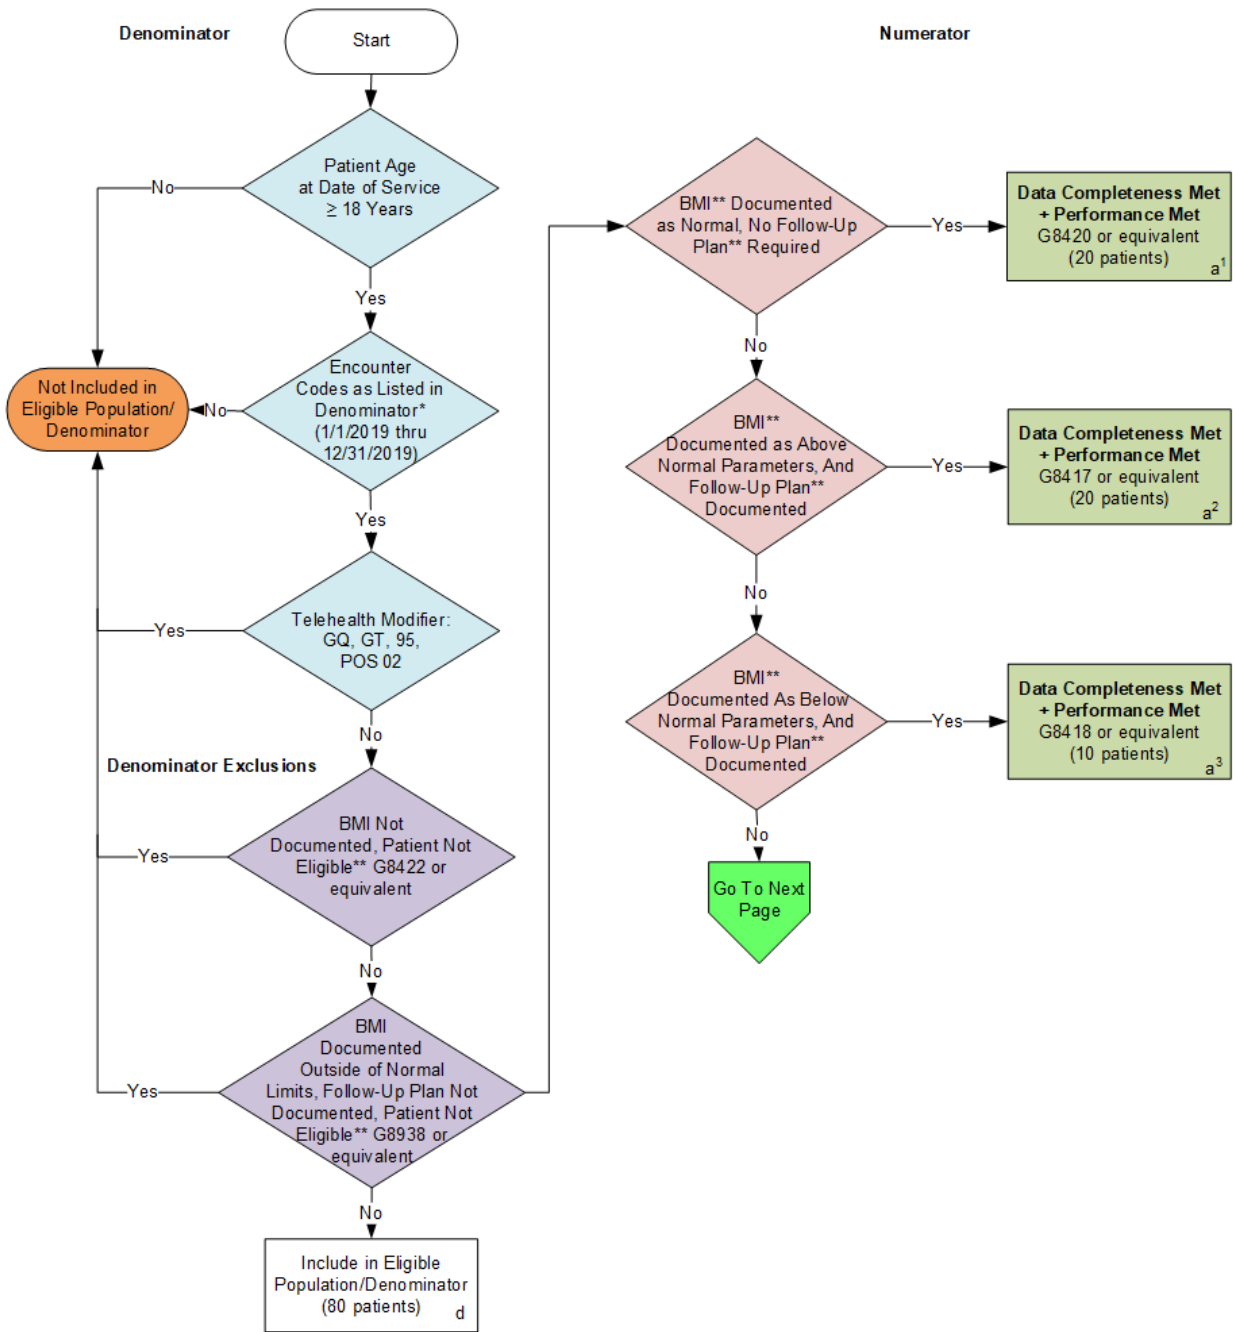 Denominator
Start
Numerator
Patient Age
at Date of Service
≥ 18 Years
No
Yes
Encounter
Codes as Listed in
Denominator*
(1/1/2019 thru
12/31/2019)
No
Not Included in
Eligible Population/
Denominator
Yes
Telehealth Modifier:
GQ, GT, 95,
POS 02
Yes
No
Denominator Exclusions
BMI Not
Documented, Patient Not
Eligible** G8422 or
equivalent
Yes
No
BMI
Documented
Outside of Normal
Limits, Follow-Up Plan Not
Documented, Patient Not
Eligible** G8938 or
equivalent
Yes
No
Include in Eligible
Population/Denominator
(80 patients)
d
BMI** Documented
as Normal, No Follow-Up
Plan** Required
Yes
Data Completeness Met
+ Performance Met
G8420 or equivalent
(20 patients)
a¹
No
BMI**
Documented as Above
Normal Parameters, And
Follow-Up Plan**
Documented
Yes
Data Completeness Met
+ Performance Met
G8417 or equivalent
(20 patients)
a²
No
BMI**
Documented As Below
Normal Parameters, And
Follow-Up Plan**
Documented
Yes
Data Completeness Met
+ Performance Met
G8418 or equivalent
(10 patients)
a³
No
Go To Next
Page